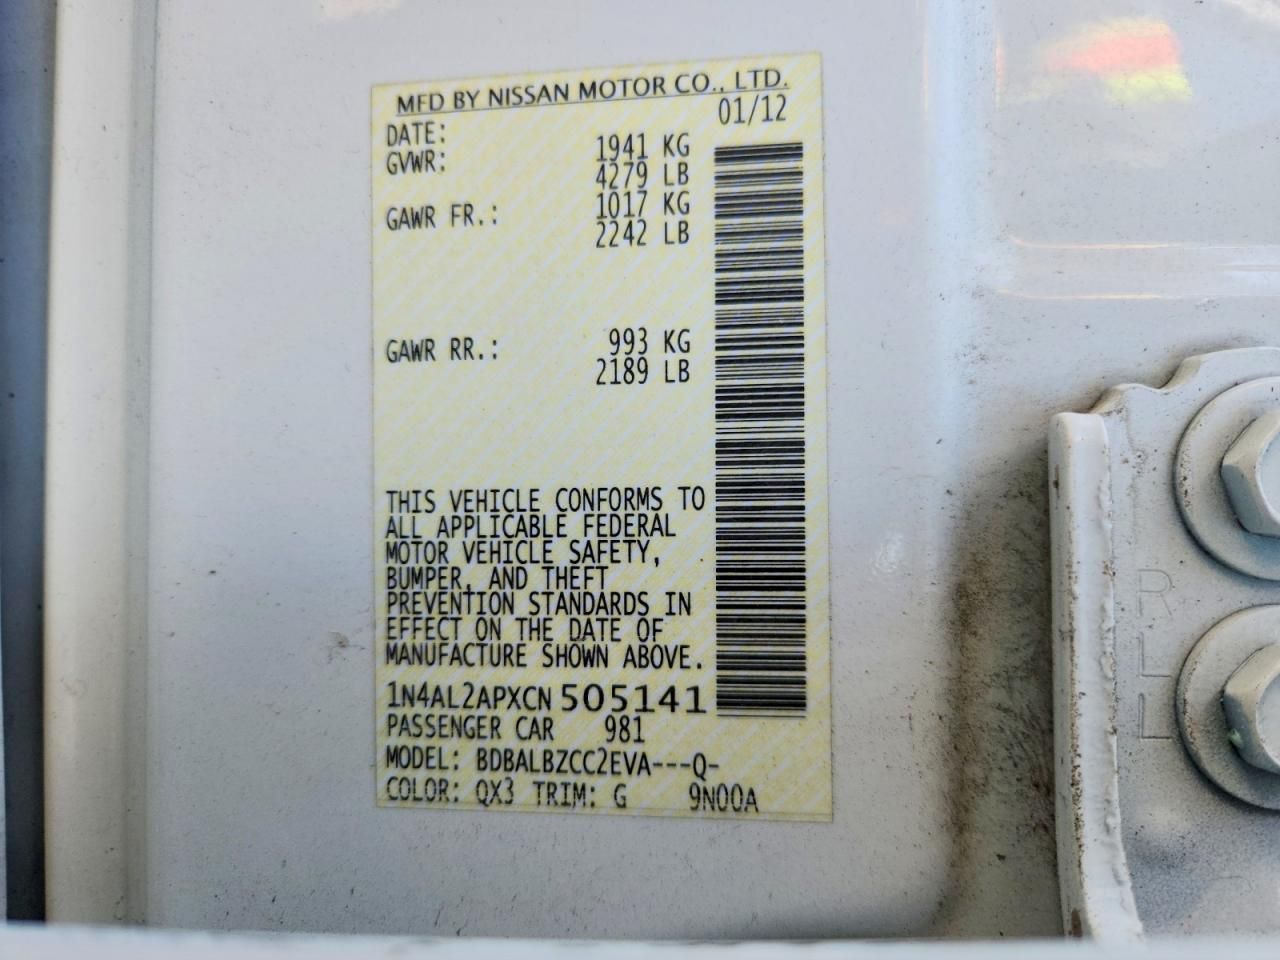 MFD BY NISSAN MOTOR CO., LTD.
DATE: 01/12
GVWR: 1941 KG
4279 LB
GAWR FR.: 1017 KG
2242 LB
GAWR RR.: 993 KG
2189 LB
THIS VEHICLE CONFORMS TO
ALL APPLICABLE FEDERAL
MOTOR VEHICLE SAFETY,
BUMPER, AND THEFT
PREVENTION STANDARDS IN
EFFECT ON THE DATE OF
MANUFACTURE SHOWN ABOVE.
1N4AL2APXCN505141
PASSENGER CAR 981
MODEL: BDBALBZCC2EVA---Q-
COLOR: QX3 TRIM: G 9N00A
R
L
L